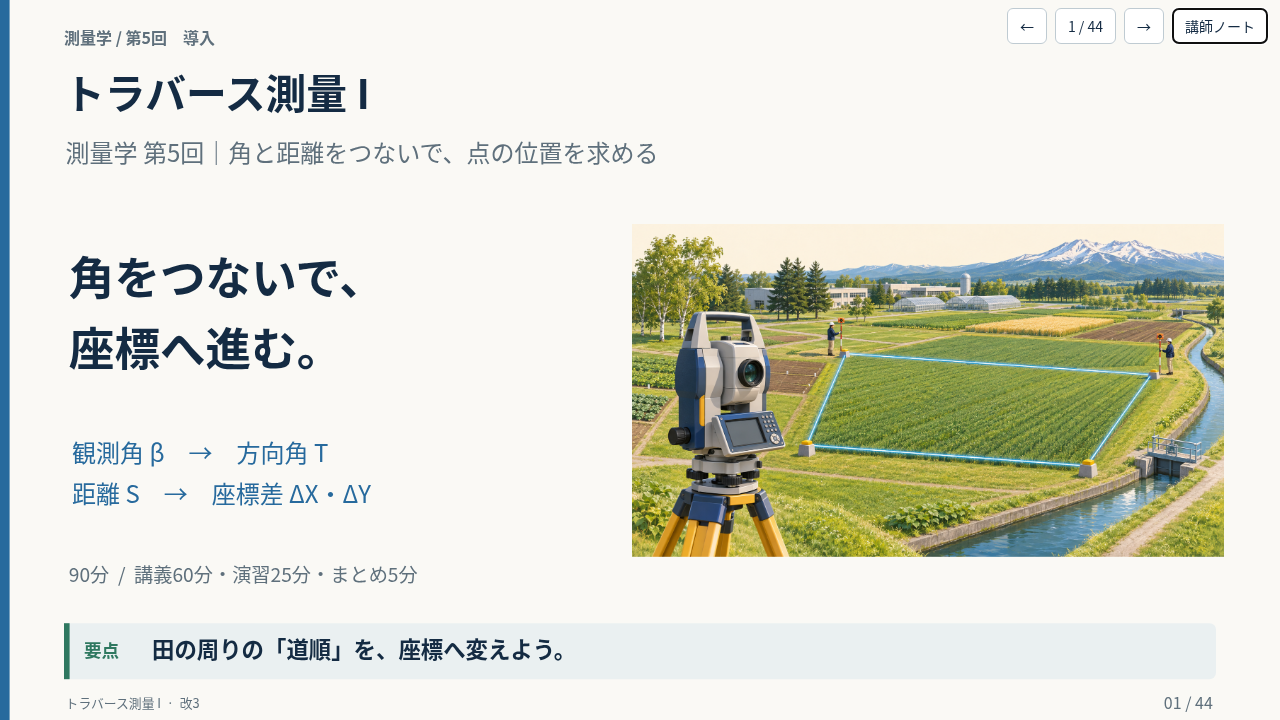 測量学 / 第5回　導入
←
1 / 44
→
講師ノート
トラバース測量 I
測量学 第5回｜角と距離をつないで、点の位置を求める
角をつないで、
座標へ進む。
観測角 β　→　方向角 T
距離 S　→　座標差 ΔX・ΔY
90分 / 講義60分・演習25分・まとめ5分
要点　田の周りの「道順」を、座標へ変えよう。
トラバース測量 I · 改3
01 / 44